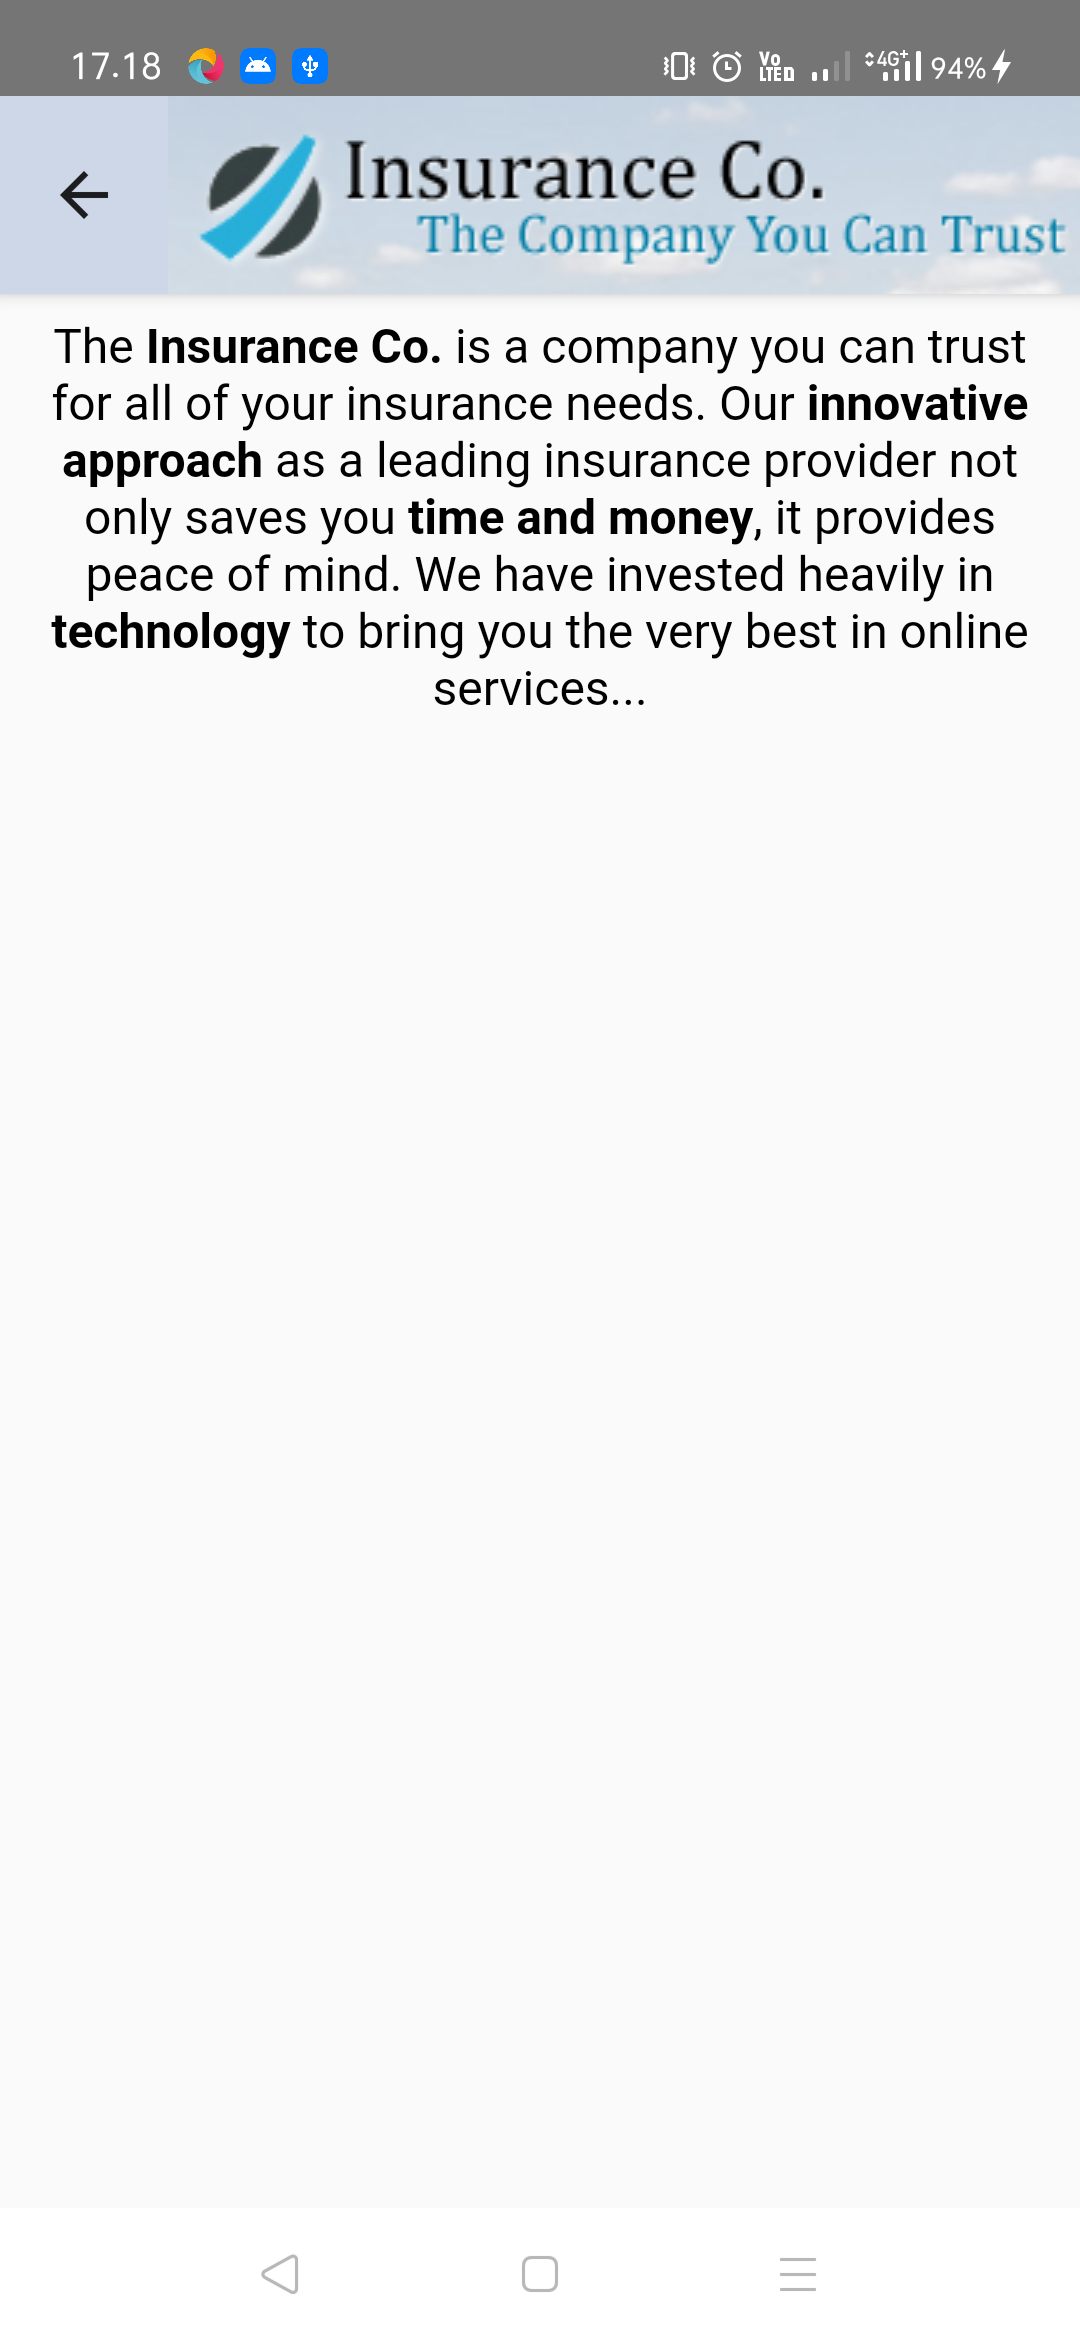 17.18 Vo LTED 4G+ 94%
Insurance Co.
The Company You Can Trust
The Insurance Co. is a company you can trust
for all of your insurance needs. Our innovative
approach as a leading insurance provider not
only saves you time and money, it provides
peace of mind. We have invested heavily in
technology to bring you the very best in online
services...